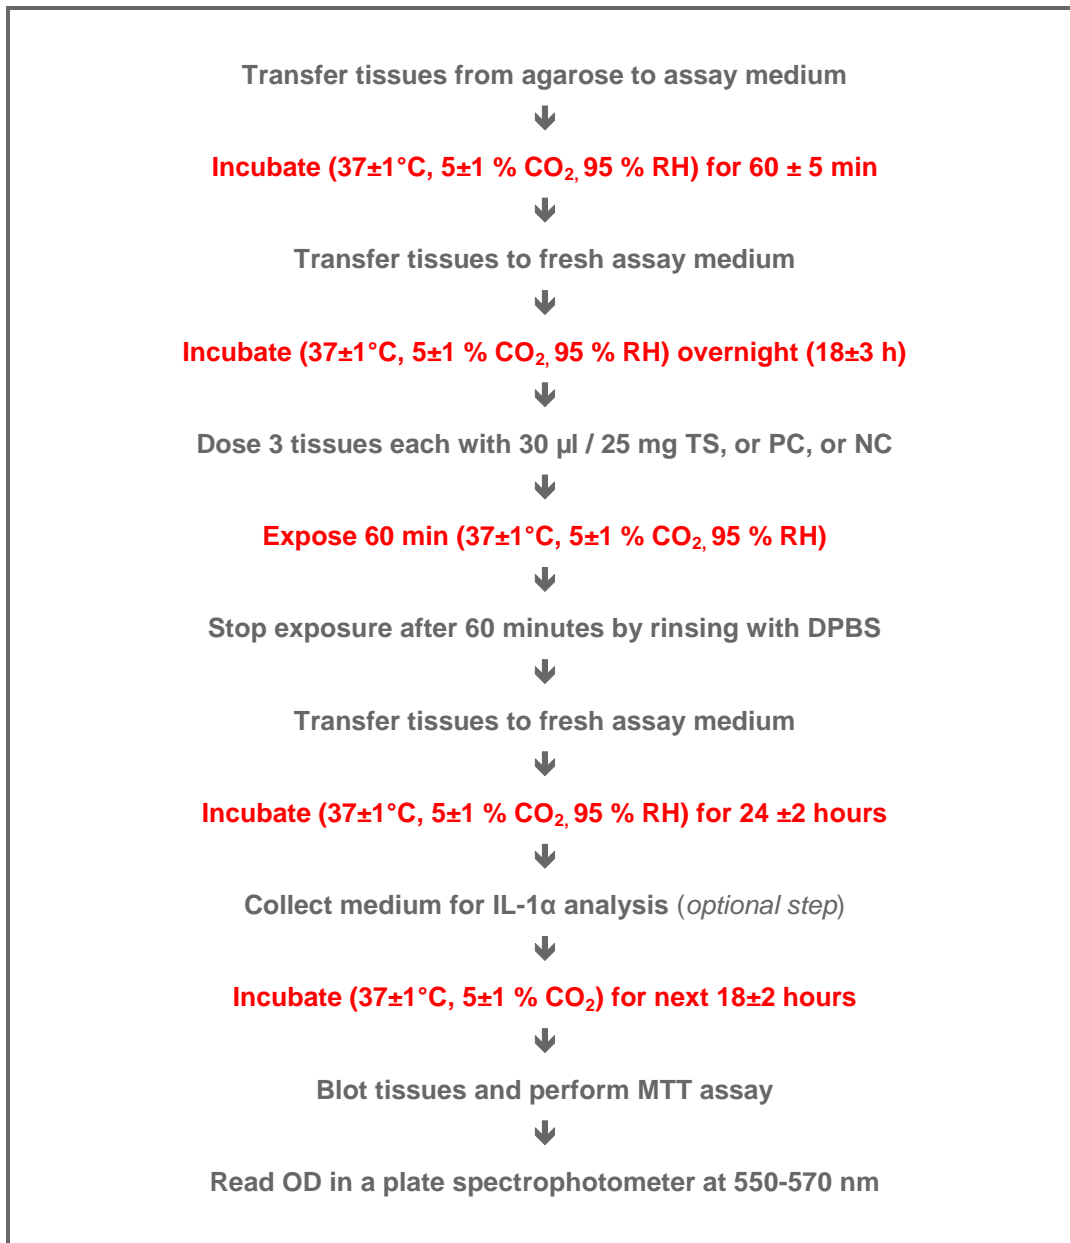 Transfer tissues from agarose to assay medium
🡻
Incubate (37±1°C, 5±1 % CO₂, 95 % RH) for 60 ± 5 min
🡻
Transfer tissues to fresh assay medium
🡻
Incubate (37±1°C, 5±1 % CO₂, 95 % RH) overnight (18±3 h)
🡻
Dose 3 tissues each with 30 µl / 25 mg TS, or PC, or NC
🡻
Expose 60 min (37±1°C, 5±1 % CO₂, 95 % RH)
🡻
Stop exposure after 60 minutes by rinsing with DPBS
🡻
Transfer tissues to fresh assay medium
🡻
Incubate (37±1°C, 5±1 % CO₂, 95 % RH) for 24 ±2 hours
🡻
Collect medium for IL-1α analysis (optional step)
🡻
Incubate (37±1°C, 5±1 % CO₂) for next 18±2 hours
🡻
Blot tissues and perform MTT assay
🡻
Read OD in a plate spectrophotometer at 550-570 nm